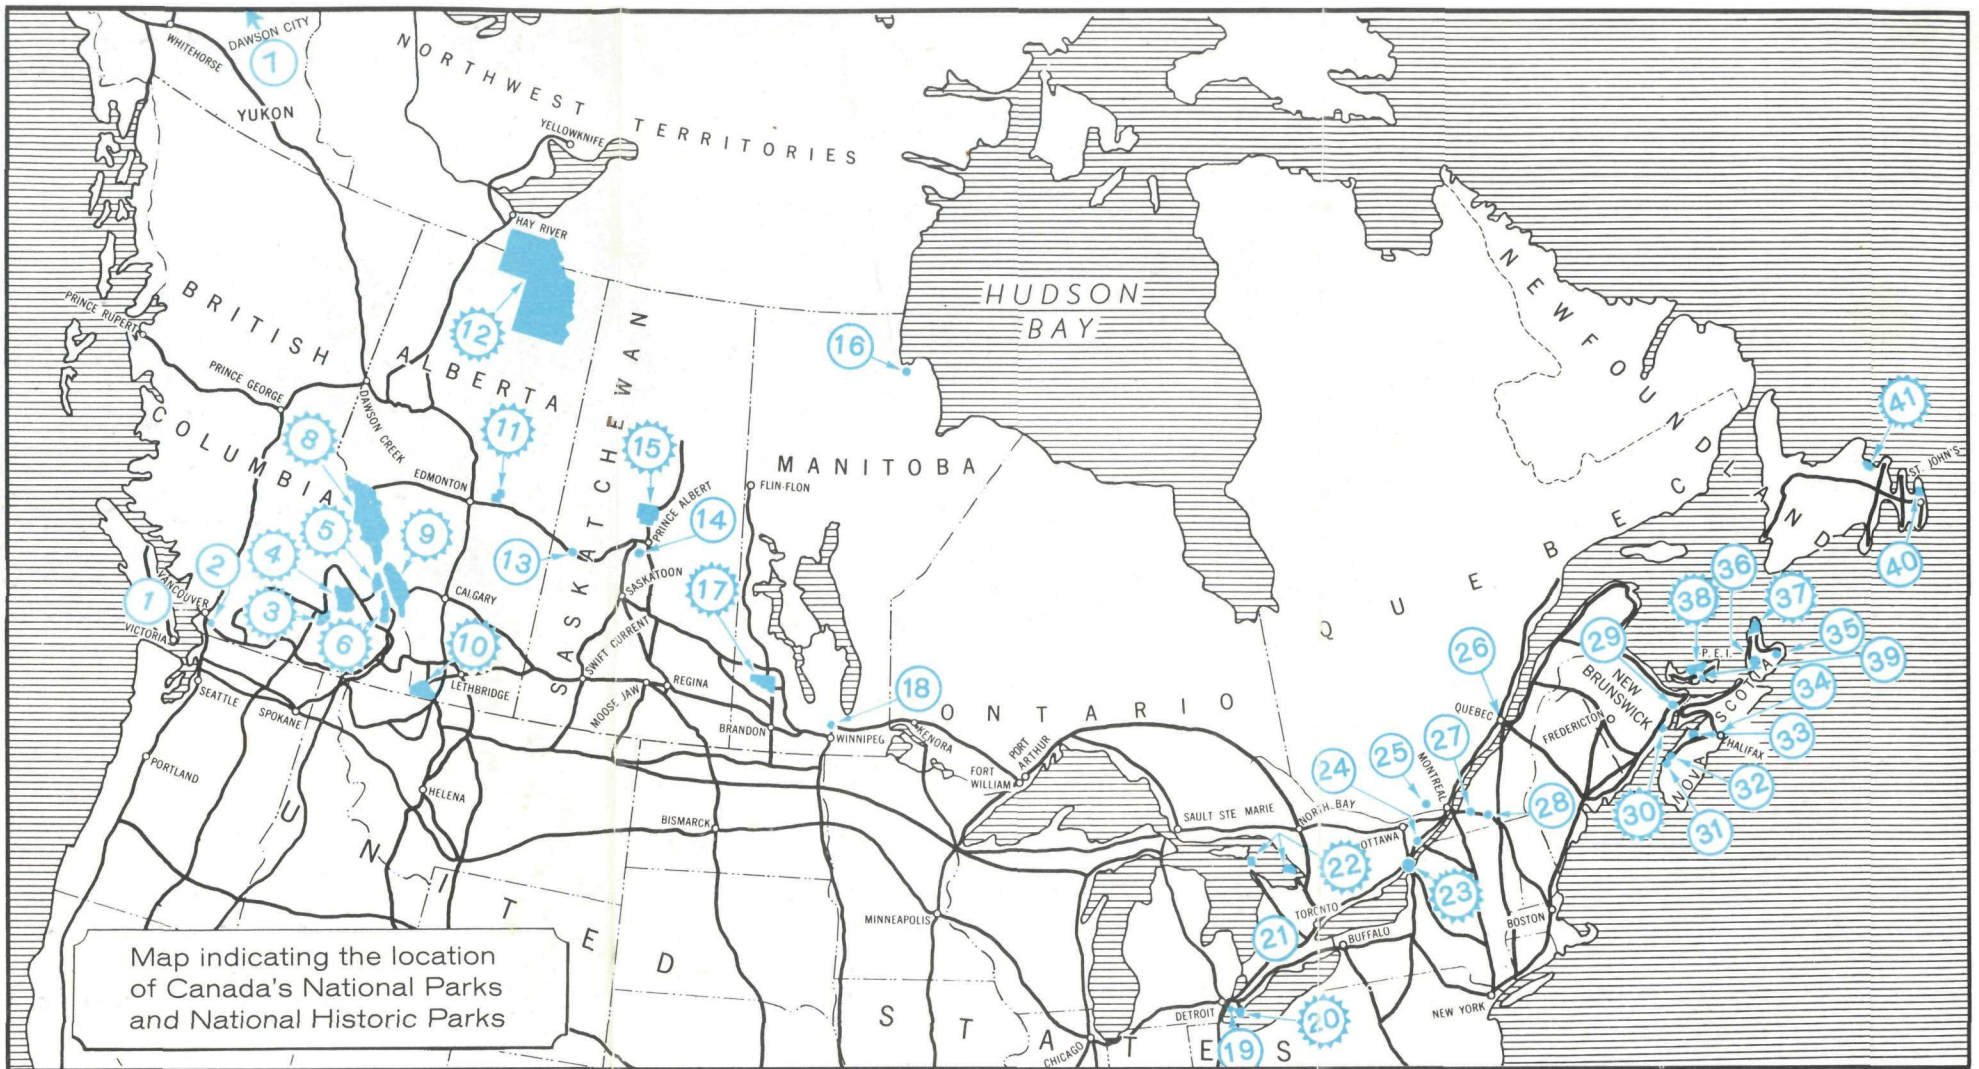 DAWSON CITY
WHITEHORSE
7
YUKON
NORTHWEST TERRITORIES
YELLOWKNIFE
HAY RIVER
12
HUDSON
BAY
16
PRINCE RUPERT
BRITISH
COLUMBIA
ALBERTA
SASKATCHEWAN
MANITOBA
NEWFOUNDLAND
PRINCE GEORGE
DAWSON CREEK
8
11
15
41
EDMONTON
FLIN-FLON
PRINCE ALBERT
ST. JOHN'S
14
5
9
4
2
13
SASKATOON
17
40
QUEBEC
36
38
37
1
VANCOUVER
VICTORIA
3
6
CALGARY
10
SWIFT CURRENT
LETHBRIDGE
MOOSE JAW
REGINA
BRANDON
18
WINNIPEG
KENORA
ONTARIO
PORT
ARTHUR
FORT
WILLIAM
26
QUEBEC
29
P.E.I.
35
39
34
NEW
BRUNSWICK
FREDERICTON
NOVA SCOTIA
HALIFAX
33
32
30
31
SEATTLE
SPOKANE
PORTLAND
HELENA
BISMARCK
SAULT STE MARIE
NORTH BAY
24
25
27
MONTREAL
28
OTTAWA
22
23
TORONTO
21
BUFFALO
BOSTON
MINNEAPOLIS
UNITED STATES
DETROIT
20
19
CHICAGO
NEW YORK
Map indicating the location
of Canada's National Parks
and National Historic Parks